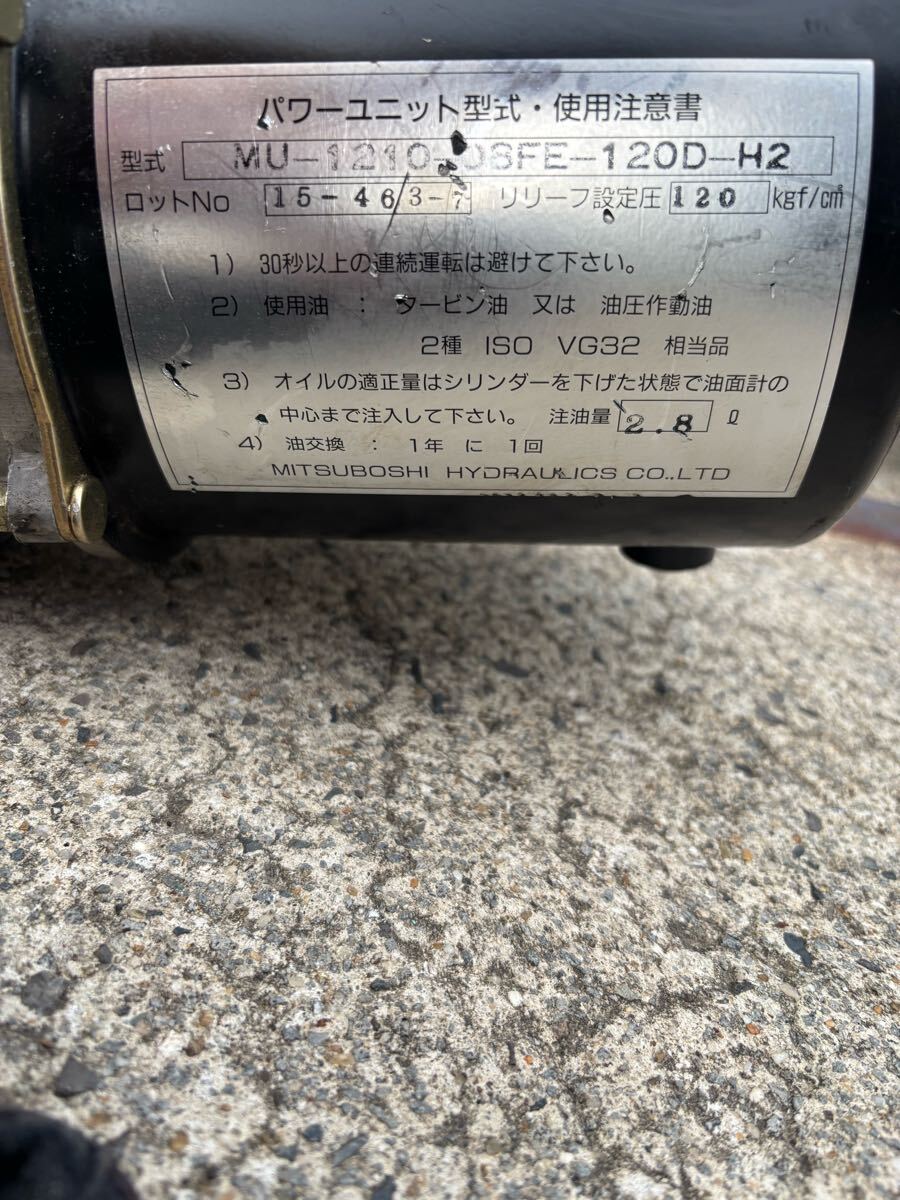 パワーユニット型式・使用注意書
型式 MU-1210-08FE-120D-H2
ロットNo 15-463-7 リリーフ設定圧 120 kgf/c㎡
1) 30秒以上の連続運転は避けて下さい。
2) 使用油 : タービン油 又は 油圧作動油
2種 ISO VG32 相当品
3) オイルの適正量はシリンダーを下げた状態で油面計の
中心まで注入して下さい。 注油量 2.8 ℓ
4) 油交換 : 1年 に 1回
MITSUBOSHI HYDRAULICS CO.,LTD